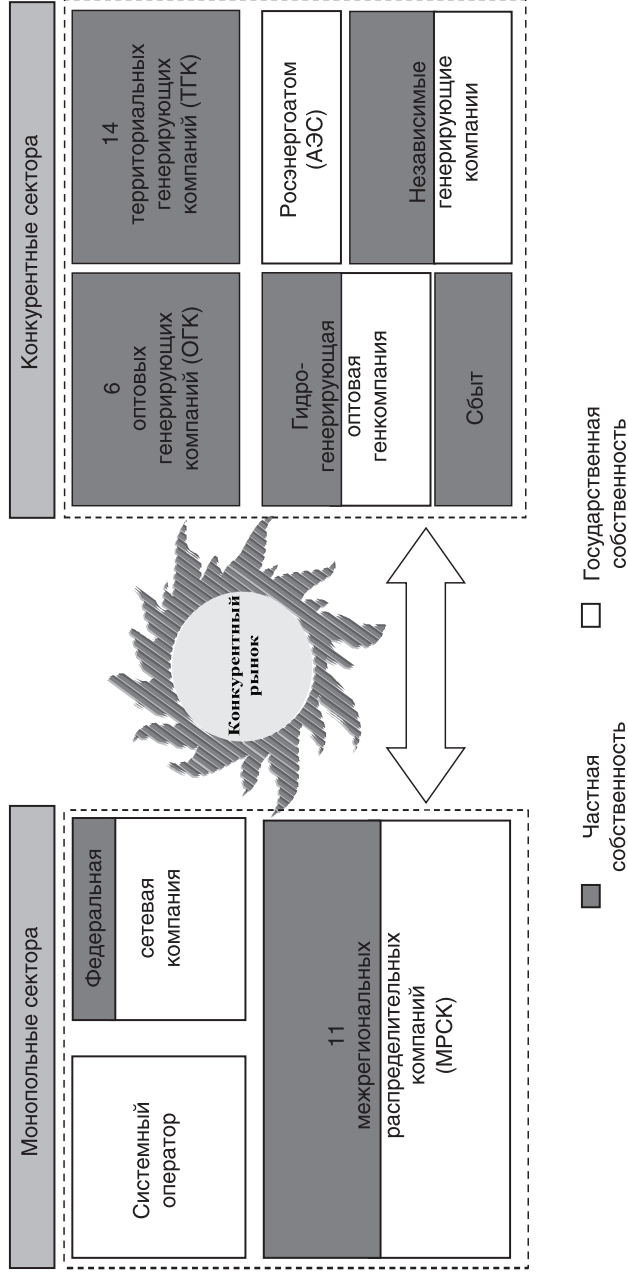 Монопольные сектора
Системный
оператор
Федеральная
сетевая
компания
11
межрегиональных
распределительных
компаний
(МРСК)
Конкурентный
рынок
Конкурентные сектора
6
оптовых
генерирующих
компаний (ОГК)
14
территориальных
генерирующих
компаний (ТГК)
Гидро-
генерирующая
оптовая
генкомпания
Росэнергоатом
(АЭС)
Сбыт
Независимые
генерирующие
компании
Частная
собственность
Государственная
собственность